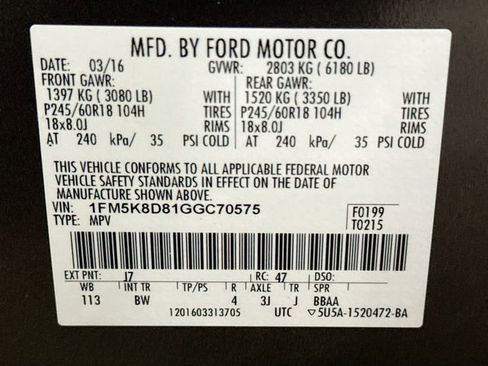 MFD. BY FORD MOTOR CO.
DATE: 03/16 GVWR: 2803 KG ( 6180 LB)
FRONT GAWR: REAR GAWR:
1397 KG ( 3080 LB) WITH 1520 KG ( 3350 LB) WITH
P245/60R18 104H TIRES P245/60R18 104H TIRES
18x8.0J RIMS 18x8.0J RIMS
AT 240 kPa/ 35 PSI COLD AT 240 kPa/ 35 PSI COLD
THIS VEHICLE CONFORMS TO ALL APPLICABLE FEDERAL MOTOR
VEHICLE SAFETY STANDARDS IN EFFECT ON THE DATE OF
MANUFACTURE SHOWN ABOVE.
VIN: 1FM5K8D81GGC70575 F0199
TYPE: MPV T0215
EXT PNT: J7 RC: 47 DSO:
WB INT TR TP/PS R AXLE TR SPR
113 BW 4 3J J BBAA
1201603313705 UTC ▽5U5A-1520472-BA